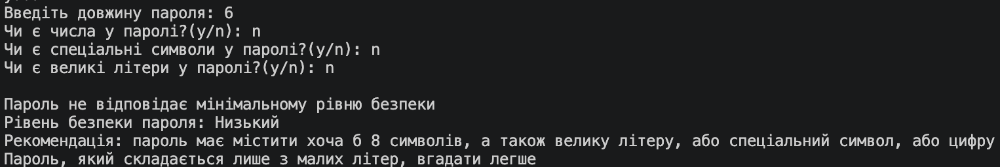 Введіть довжину пароля: 6
Чи є числа у паролі?(y/n): n
Чи є спеціальні символи у паролі?(y/n): n
Чи є великі літери у паролі?(y/n): n
Пароль не відповідає мінімальному рівню безпеки
Рівень безпеки пароля: Низький
Рекомендація: пароль має містити хоча б 8 символів, а також велику літеру, або спеціальний символ, або цифру
Пароль, який складається лише з малих літер, вгадати легше